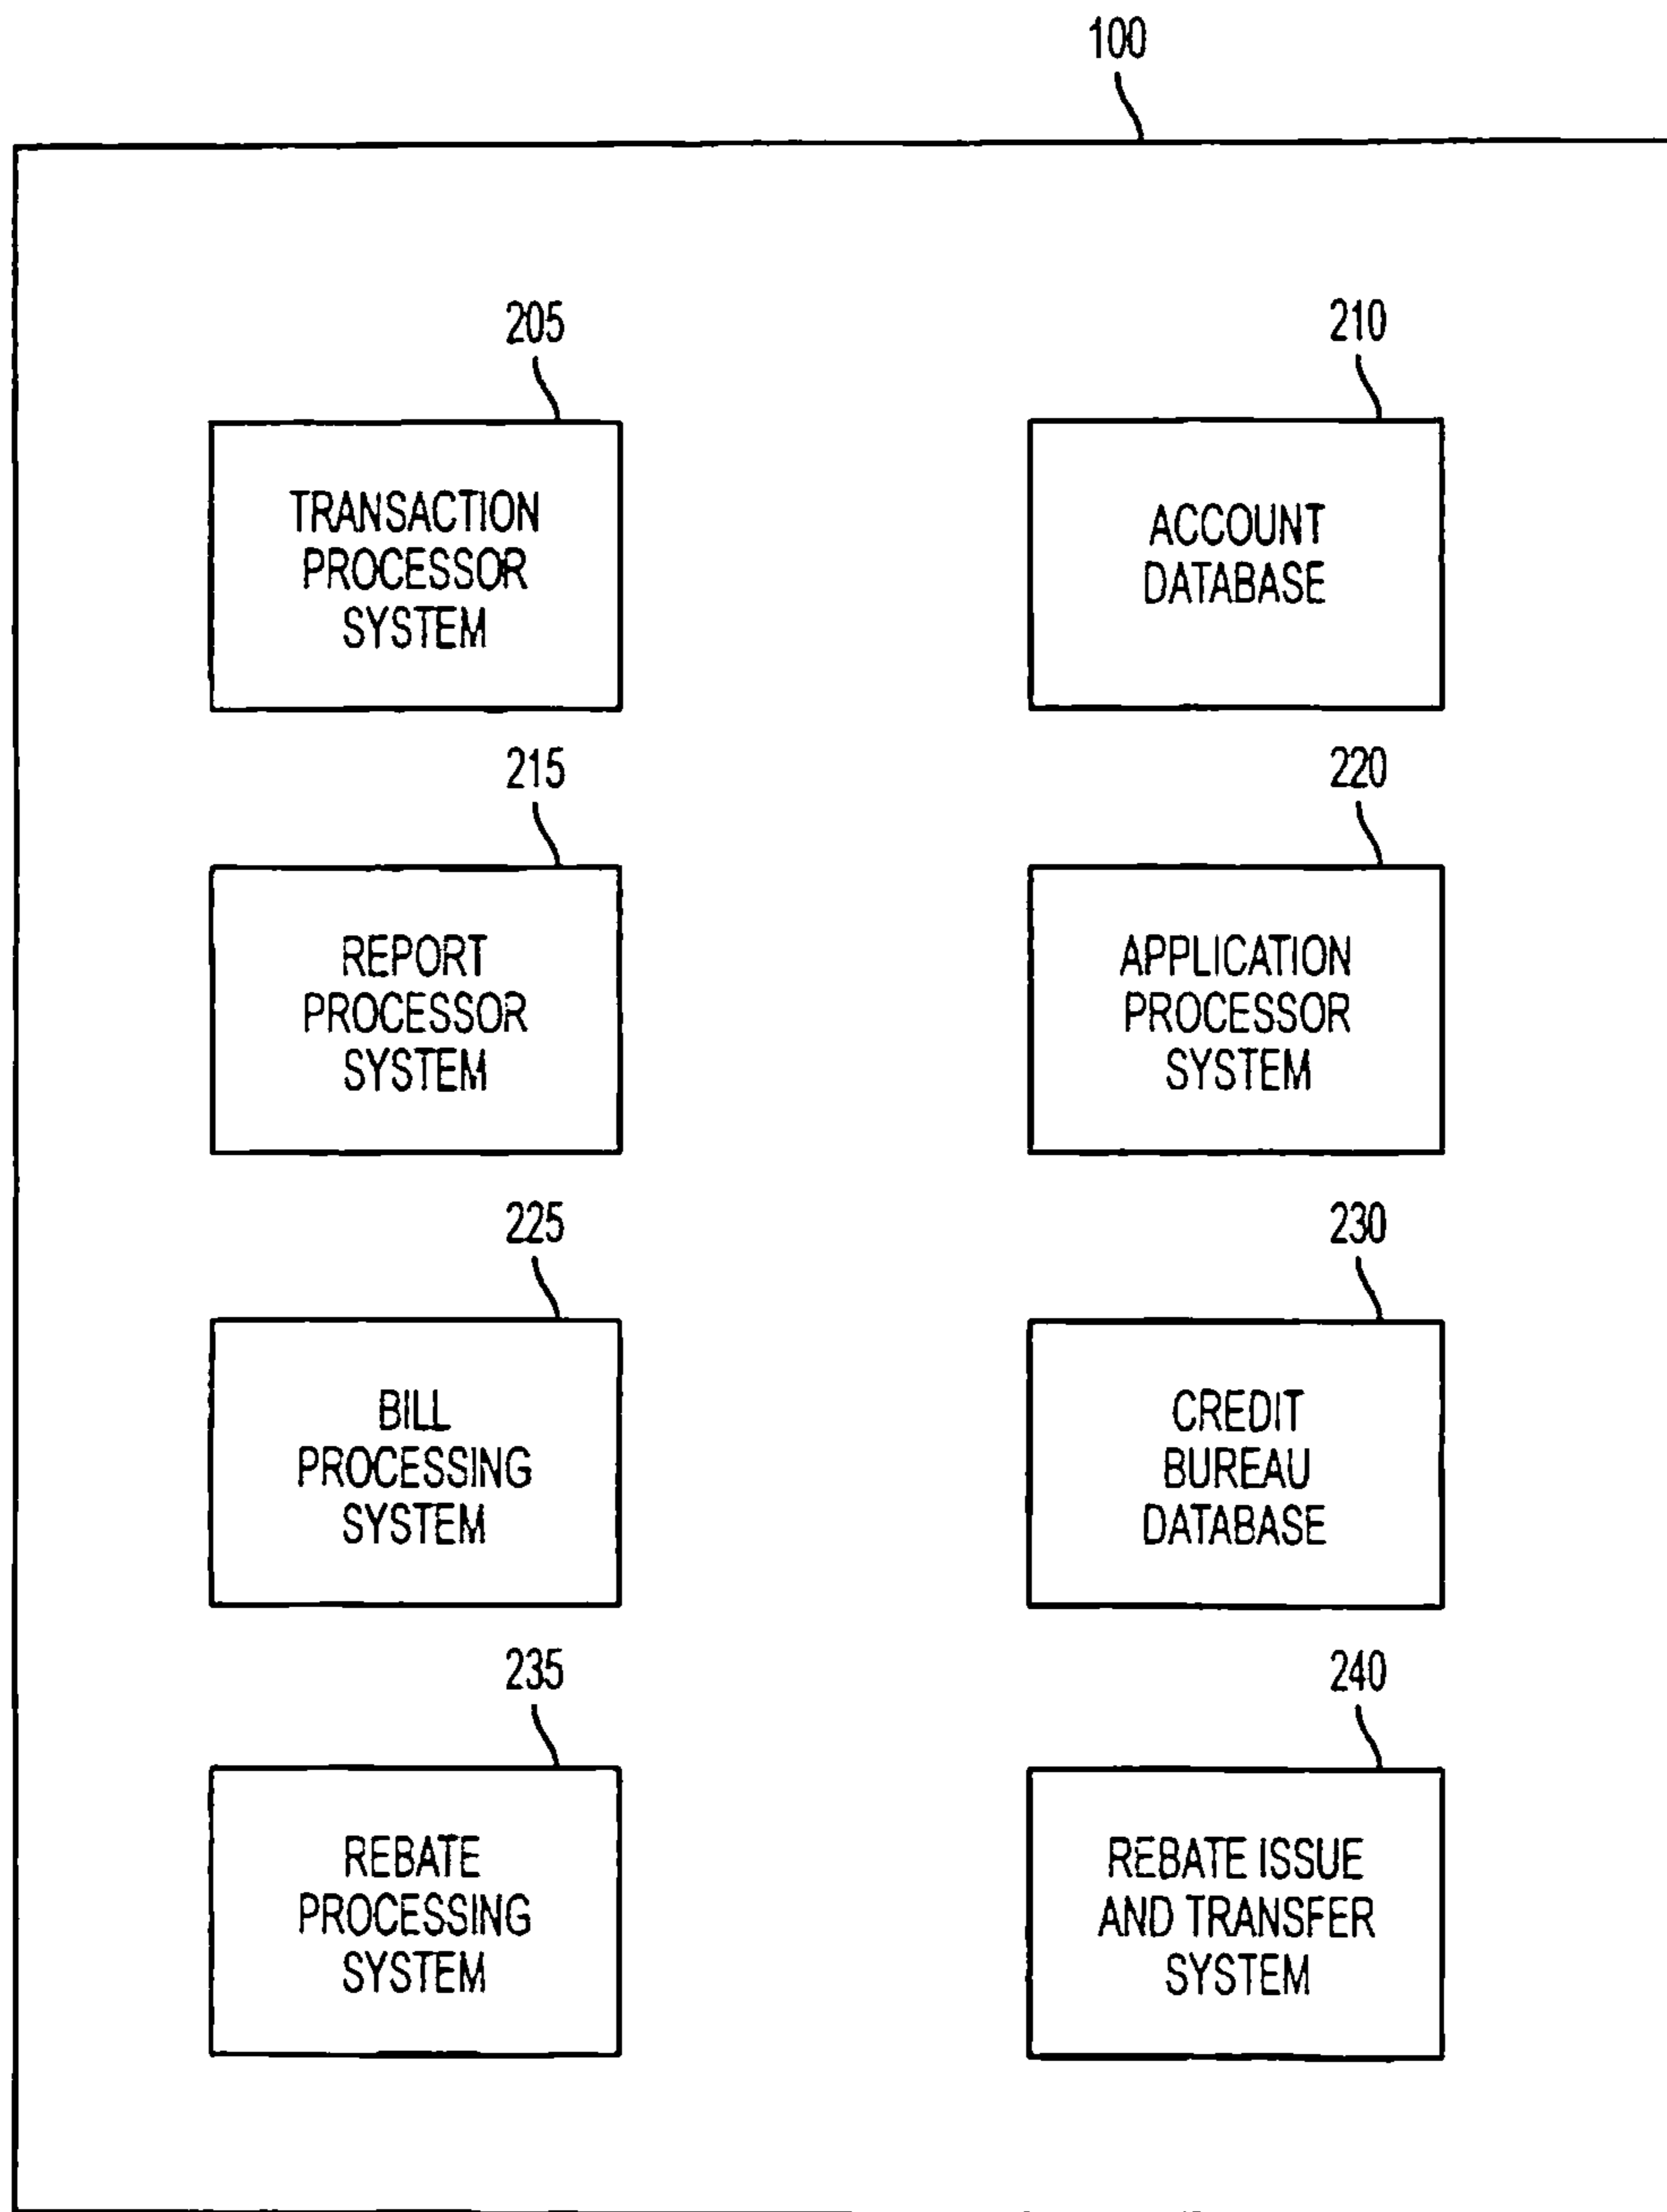 100
205
210
TRANSACTION
PROCESSOR
SYSTEM
ACCOUNT
DATABASE
215
220
REPORT
PROCESSOR
SYSTEM
APPLICATION
PROCESSOR
SYSTEM
225
230
BILL
PROCESSING
SYSTEM
CREDIT
BUREAU
DATABASE
235
240
REBATE
PROCESSING
SYSTEM
REBATE ISSUE
AND TRANSFER
SYSTEM